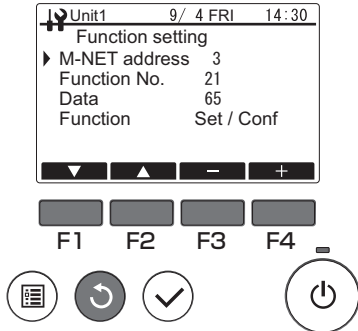 Unit1 9/ 4 FRI 14:30
Function setting
M-NET address 3
Function No. 21
Data 65
Function Set / Conf
− +
F1 F2 F3 F4